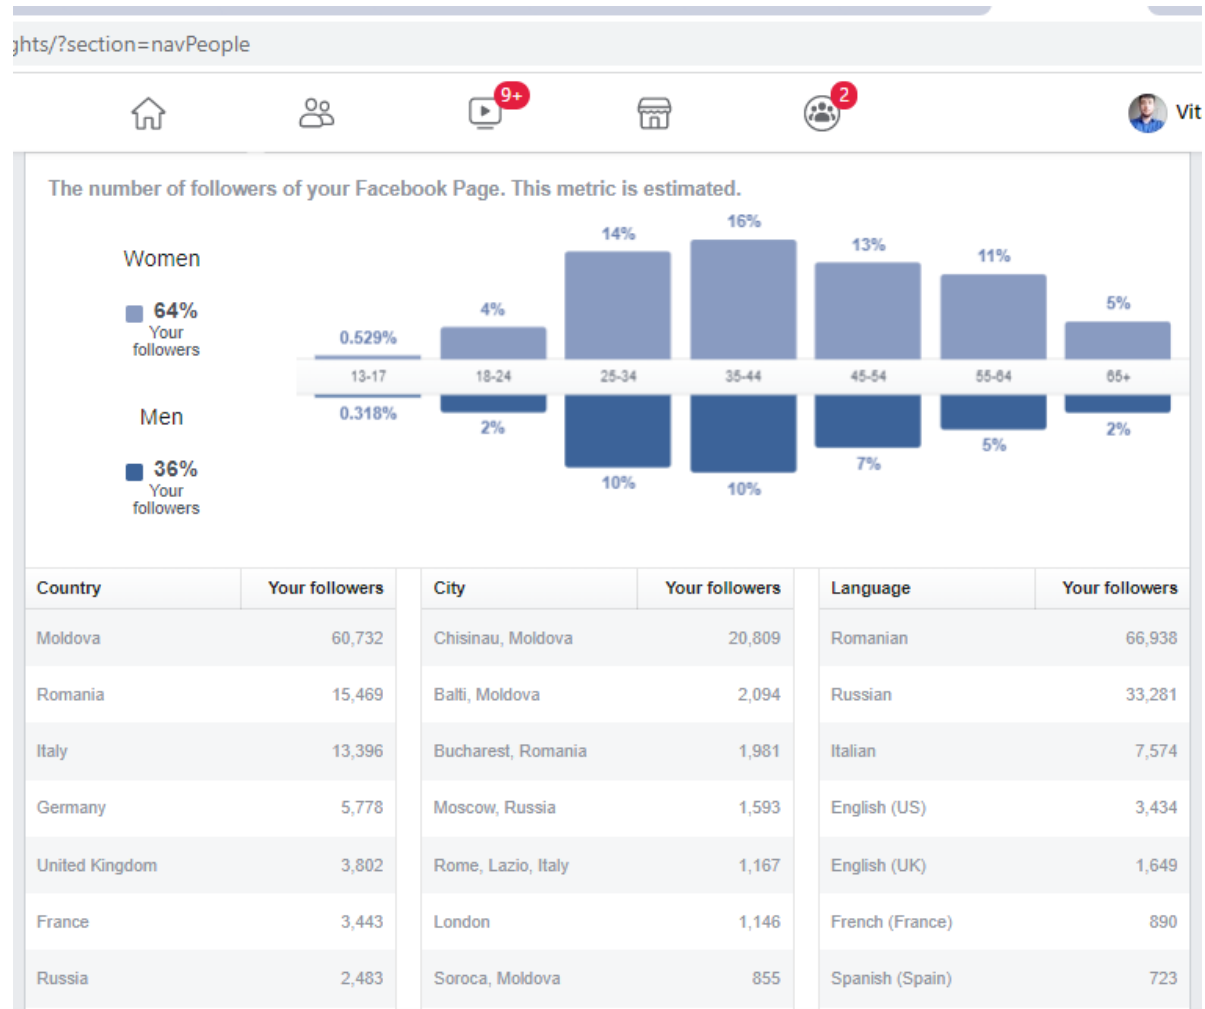 ghts/?section=navPeople
9+
2
Vit
The number of followers of your Facebook Page. This metric is estimated.
Women
64%
Your
followers
0.529%
4%
14%
16%
13%
11%
5%
13-17
18-24
25-34
35-44
45-54
55-64
65+
Men
36%
Your
followers
0.318%
2%
10%
10%
7%
5%
2%
Country Your followers
Moldova 60,732
Romania 15,469
Italy 13,396
Germany 5,778
United Kingdom 3,802
France 3,443
Russia 2,483
City Your followers
Chisinau, Moldova 20,809
Balti, Moldova 2,094
Bucharest, Romania 1,981
Moscow, Russia 1,593
Rome, Lazio, Italy 1,167
London 1,146
Soroca, Moldova 855
Language Your followers
Romanian 66,938
Russian 33,281
Italian 7,574
English (US) 3,434
English (UK) 1,649
French (France) 890
Spanish (Spain) 723